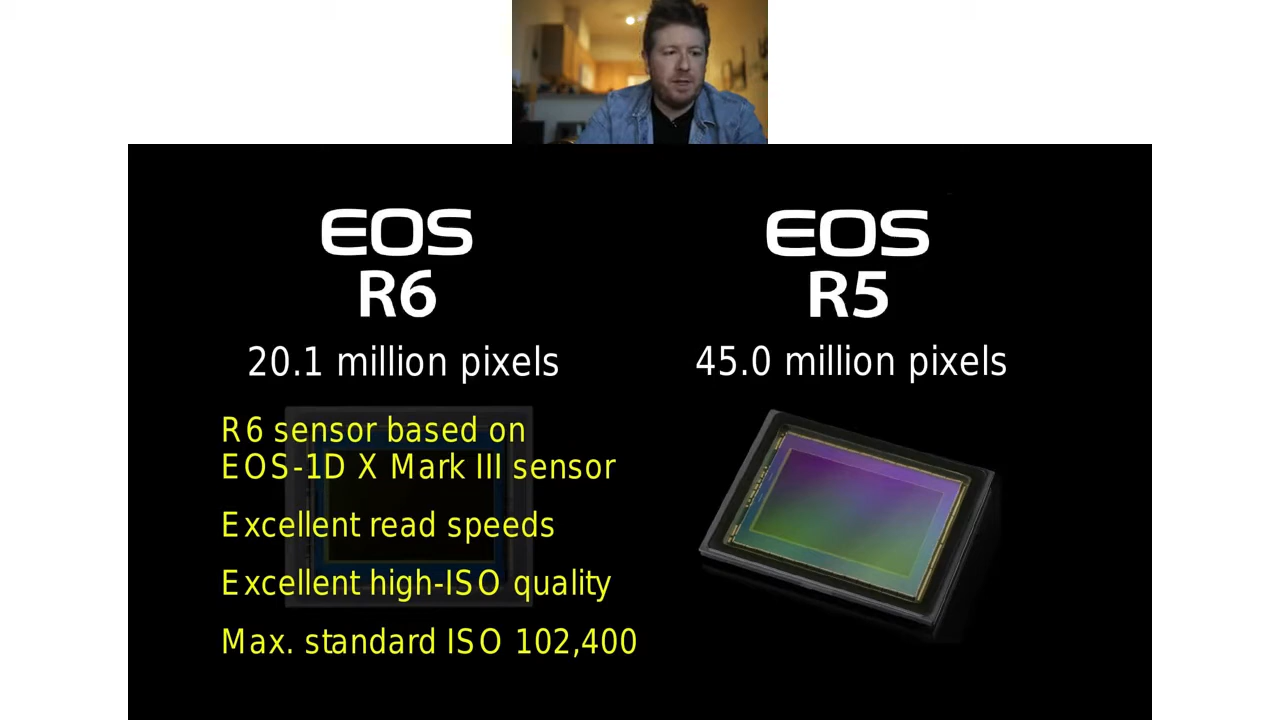 EOS
R6
20.1 million pixels
R6 sensor based on
EOS-1D X Mark III sensor
Excellent read speeds
Excellent high-ISO quality
Max. standard ISO 102,400
EOS
R5
45.0 million pixels